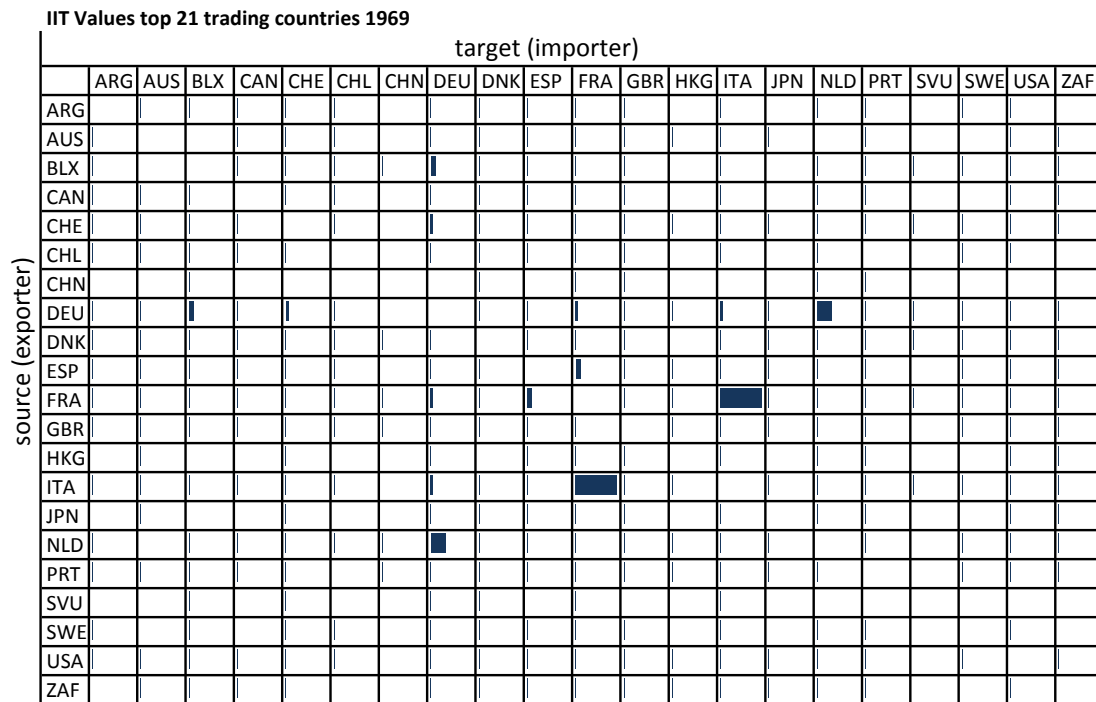 IIT Values top 21 trading countries 1969
target (importer)
ARG AUS BLX CAN CHE CHL CHN DEU DNK ESP FRA GBR HKG ITA JPN NLD PRT SVU SWE USA ZAF
source (exporter)
ARG
AUS
BLX
CAN
CHE
CHL
CHN
DEU
DNK
ESP
FRA
GBR
HKG
ITA
JPN
NLD
PRT
SVU
SWE
USA
ZAF